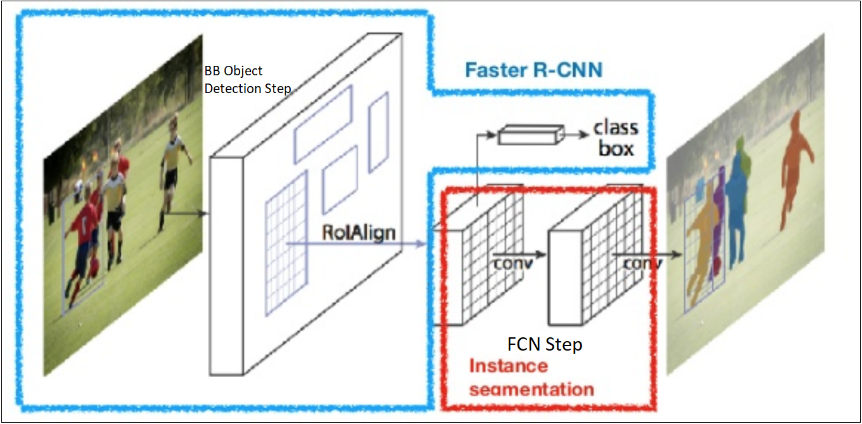 BB Object
Detection Step
Faster R-CNN
class
box
RoIAlign
conv
conv
FCN Step
Instance
segmentation